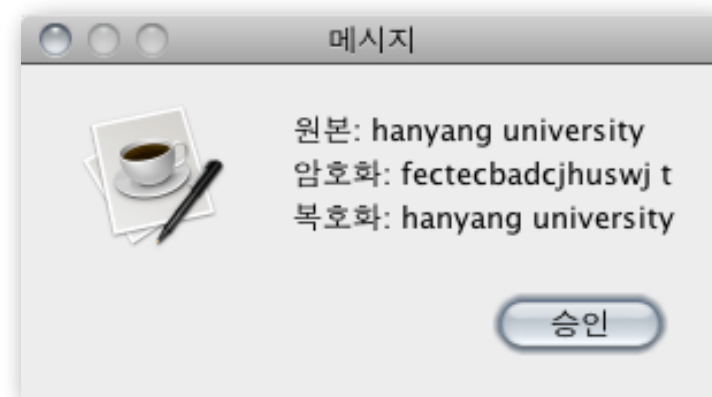 메시지
원본: hanyang university
암호화: fectecbadcjhuswj t
복호화: hanyang university
승인